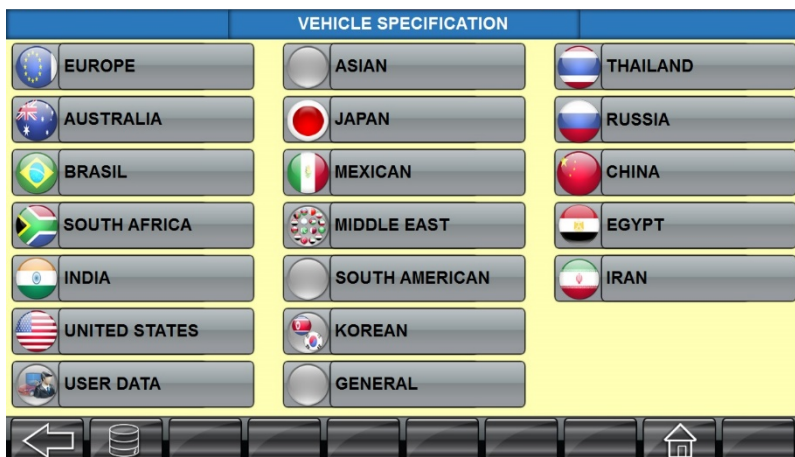 VEHICLE SPECIFICATION
EUROPE
ASIAN
THAILAND
AUSTRALIA
JAPAN
RUSSIA
BRASIL
MEXICAN
CHINA
SOUTH AFRICA
MIDDLE EAST
EGYPT
INDIA
SOUTH AMERICAN
IRAN
UNITED STATES
KOREAN
USER DATA
GENERAL